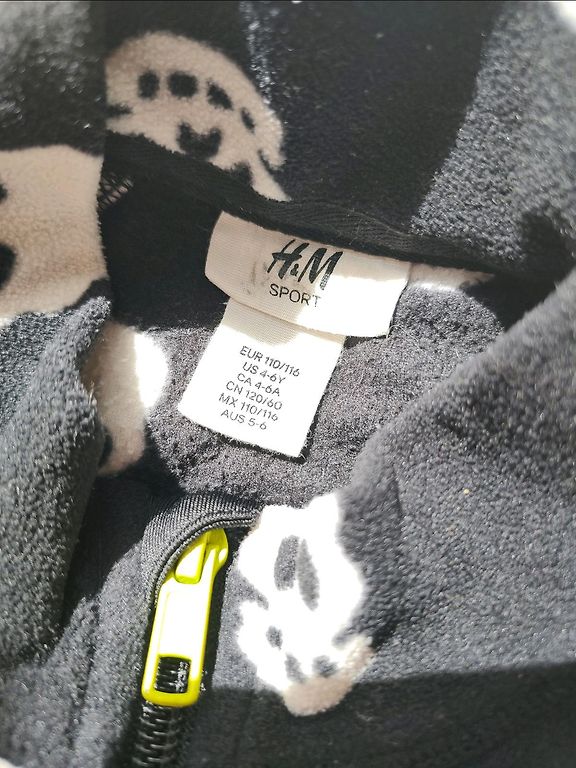 H&M
SPORT
EUR 110/116
US 4-6Y
CA 4-6A
CN 120/60
MX 110/116
AUS 5-6